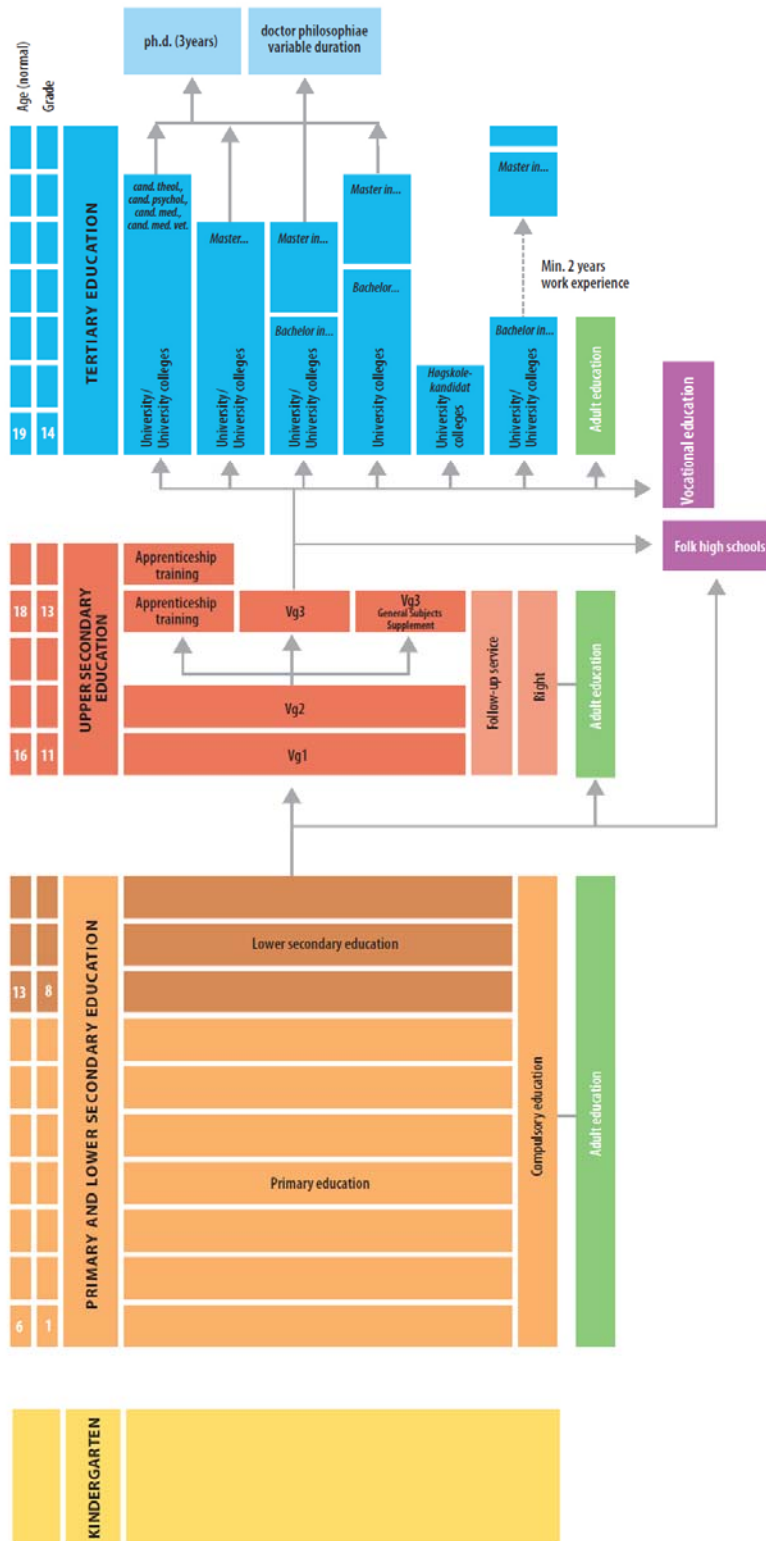 Age (normal)
Grade
ph.d. (3years)
doctor philosophiae
variable duration
TERTIARY EDUCATION
19
14
cand. theol.,
cand. psychol.,
cand. med.,
cand. med. vet.
University/
University colleges
Master...
University/
University colleges
Master in...
Bachelor in...
University/
University colleges
Master in...
Bachelor...
University colleges
Høgskole-
kandidat
University
colleges
Master in...
Min. 2 years
work experience
Bachelor in...
University/
University colleges
Adult education
Vocational education
Folk high schools
UPPER SECONDARY
EDUCATION
18
13
16
11
Apprenticeship
training
Apprenticeship
training
Vg3
Vg3
General Subjects
Supplement
Vg2
Vg1
Follow-up service
Right
Adult education
PRIMARY AND LOWER SECONDARY EDUCATION
13
8
6
1
Lower secondary education
Primary education
Compulsory education
Adult education
KINDERGARTEN